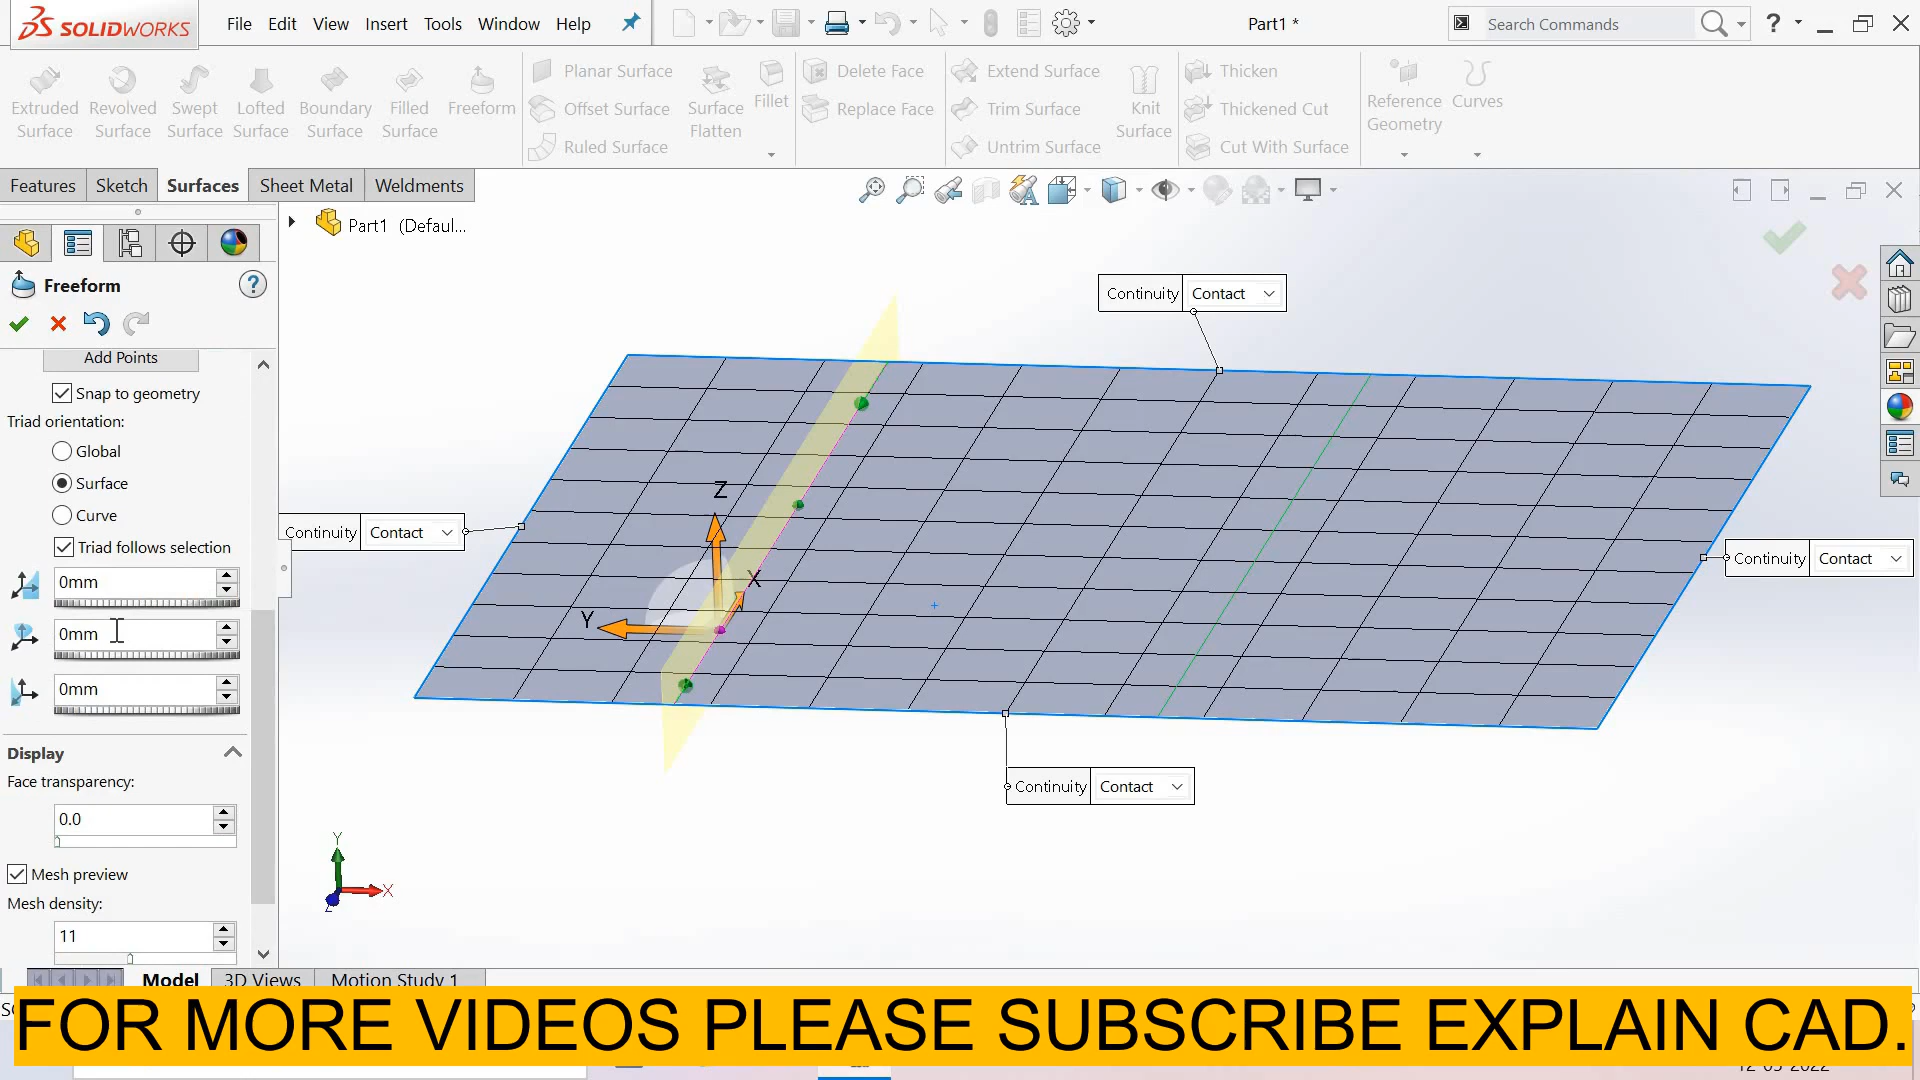 SOLIDWORKS
File Edit View Insert Tools Window Help
Part1 *
Search Commands
?
Extruded Surface
Revolved Surface
Swept Surface
Lofted Surface
Boundary Surface
Filled Surface
Freeform
Planar Surface
Offset Surface
Ruled Surface
Surface Flatten
Fillet
Delete Face
Replace Face
Extend Surface
Trim Surface
Untrim Surface
Knit Surface
Thicken
Thickened Cut
Cut With Surface
Reference Geometry
Curves
Features Sketch Surfaces Sheet Metal Weldments
Part1 (Defaul...
Freeform
?
Add Points
Snap to geometry
Triad orientation:
Global
Surface
Curve
Triad follows selection
0mm
0mm
0mm
Display
Face transparency:
0.0
Mesh preview
Mesh density:
11
Continuity Contact
Continuity Contact
Continuity Contact
Continuity Contact
Z
X
Y
Y
X
Z
Model 3D Views Motion Study 1
FOR MORE VIDEOS PLEASE SUBSCRIBE EXPLAIN CAD.